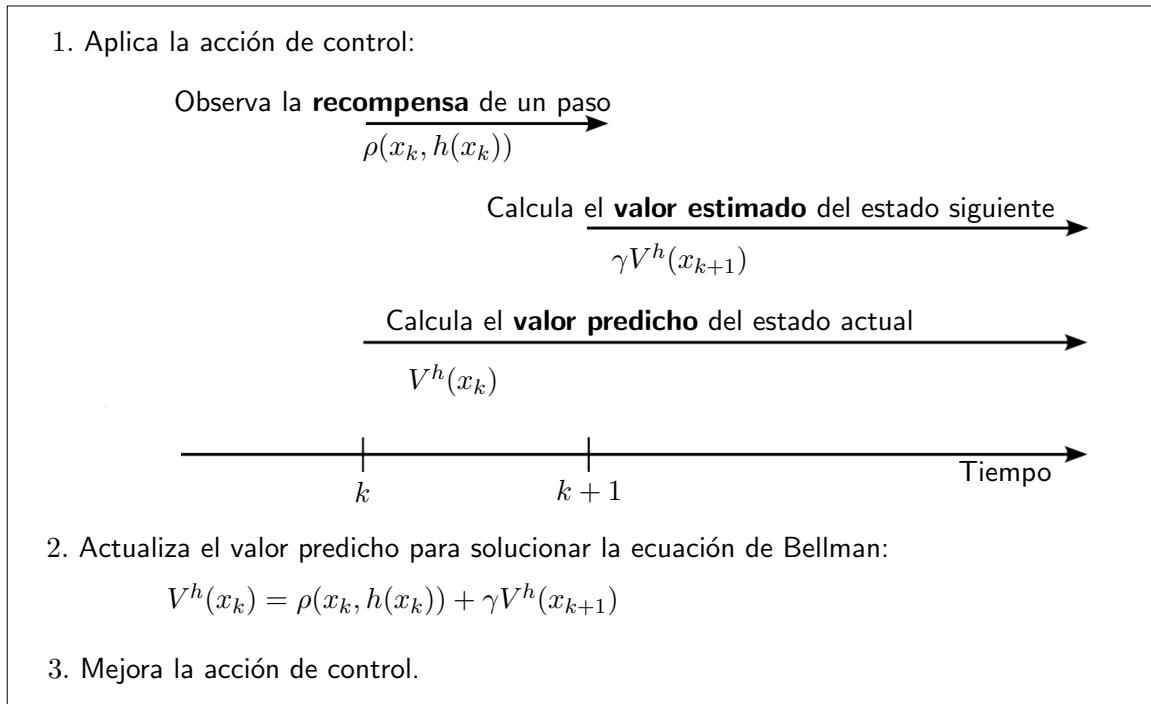 1. Aplica la acción de control:
Observa la recompensa de un paso
ρ(x_k, h(x_k))
Calcula el valor estimado del estado siguiente
γV^h(x_{k+1})
Calcula el valor predicho del estado actual
V^h(x_k)
Tiempo
k
k + 1
2. Actualiza el valor predicho para solucionar la ecuación de Bellman:
V^h(x_k) = ρ(x_k, h(x_k)) + γV^h(x_{k+1})
3. Mejora la acción de control.